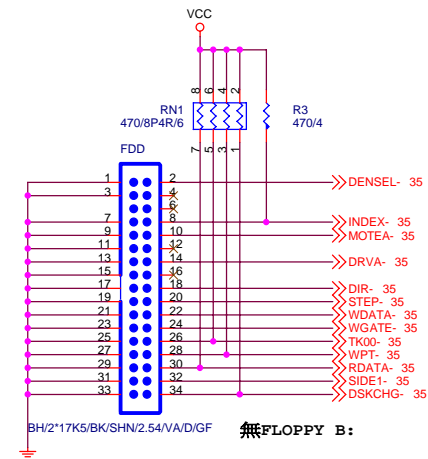 VCC
8 6 4 2
RN1
470/8P4R/6
R3
470/4
7 5 3 1
FDD
1 2 DENSEL- 35
3 4
6
7 8 INDEX- 35
9 10 MOTEA- 35
11 12
13 14 DRVA- 35
15 16
17 18 DIR- 35
19 20 STEP- 35
21 22 WDATA- 35
23 24 WGATE- 35
25 26 TK00- 35
27 28 WPT- 35
29 30 RDATA- 35
31 32 SIDE1- 35
33 34 DSKCHG- 35
BH/2*17K5/BK/SHN/2.54/VA/D/GF
無FLOPPY B: